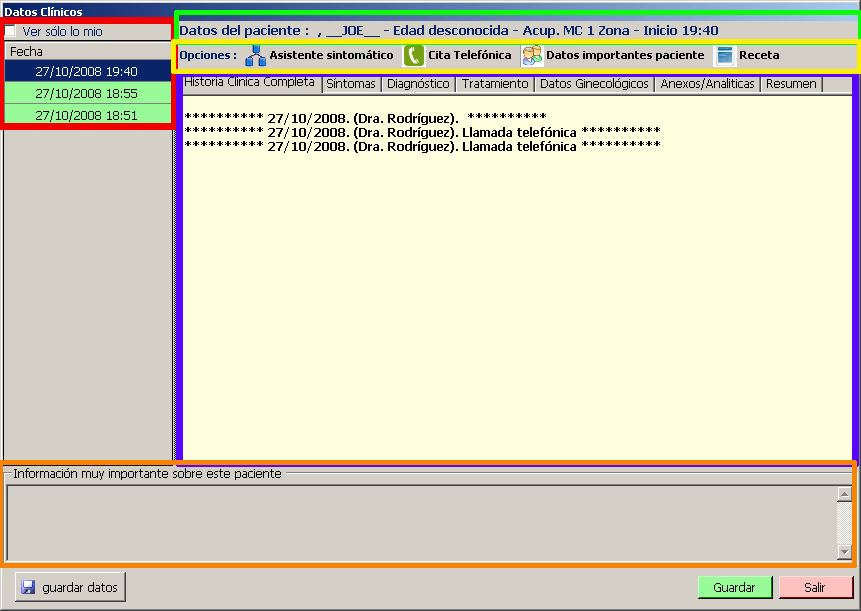 Datos Clínicos
Ver sólo lo mio
Fecha
27/10/2008 19:40
27/10/2008 18:55
27/10/2008 18:51
Datos del paciente : , __JOE__ - Edad desconocida - Acup. MC 1 Zona - Inicio 19:40
Opciones : Asistente sintomático Cita Telefónica Datos importantes paciente Receta
Historia Clínica Completa Síntomas Diagnóstico Tratamiento Datos Ginecológicos Anexos/Analiticas Resumen
********** 27/10/2008. (Dra. Rodríguez). **********
********** 27/10/2008. (Dra. Rodríguez). Llamada telefónica **********
********** 27/10/2008. (Dra. Rodríguez). Llamada telefónica **********
Información muy importante sobre este paciente
guardar datos Guardar Salir